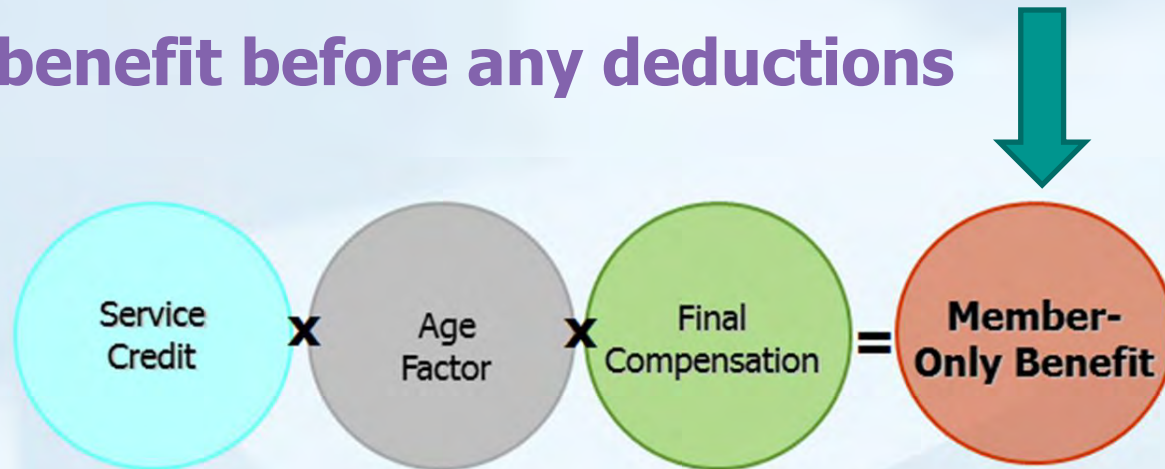 benefit before any deductions
Service
Credit
x
Age
Factor
x
Final
Compensation
=
Member-
Only Benefit